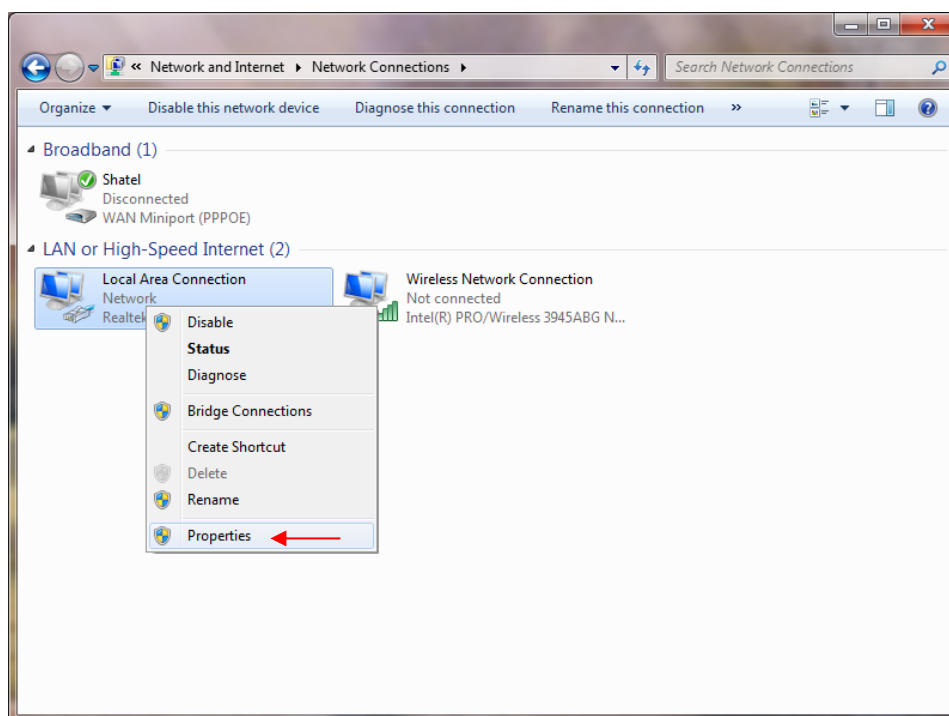 « Network and Internet Network Connections Search Network Connections
Organize Disable this network device Diagnose this connection Rename this connection »
Broadband (1)
Shatel
Disconnected
WAN Miniport (PPPOE)
LAN or High-Speed Internet (2)
Local Area Connection
Network
Realtek
Wireless Network Connection
Not connected
Intel(R) PRO/Wireless 3945ABG N...
Disable
Status
Diagnose
Bridge Connections
Create Shortcut
Delete
Rename
Properties